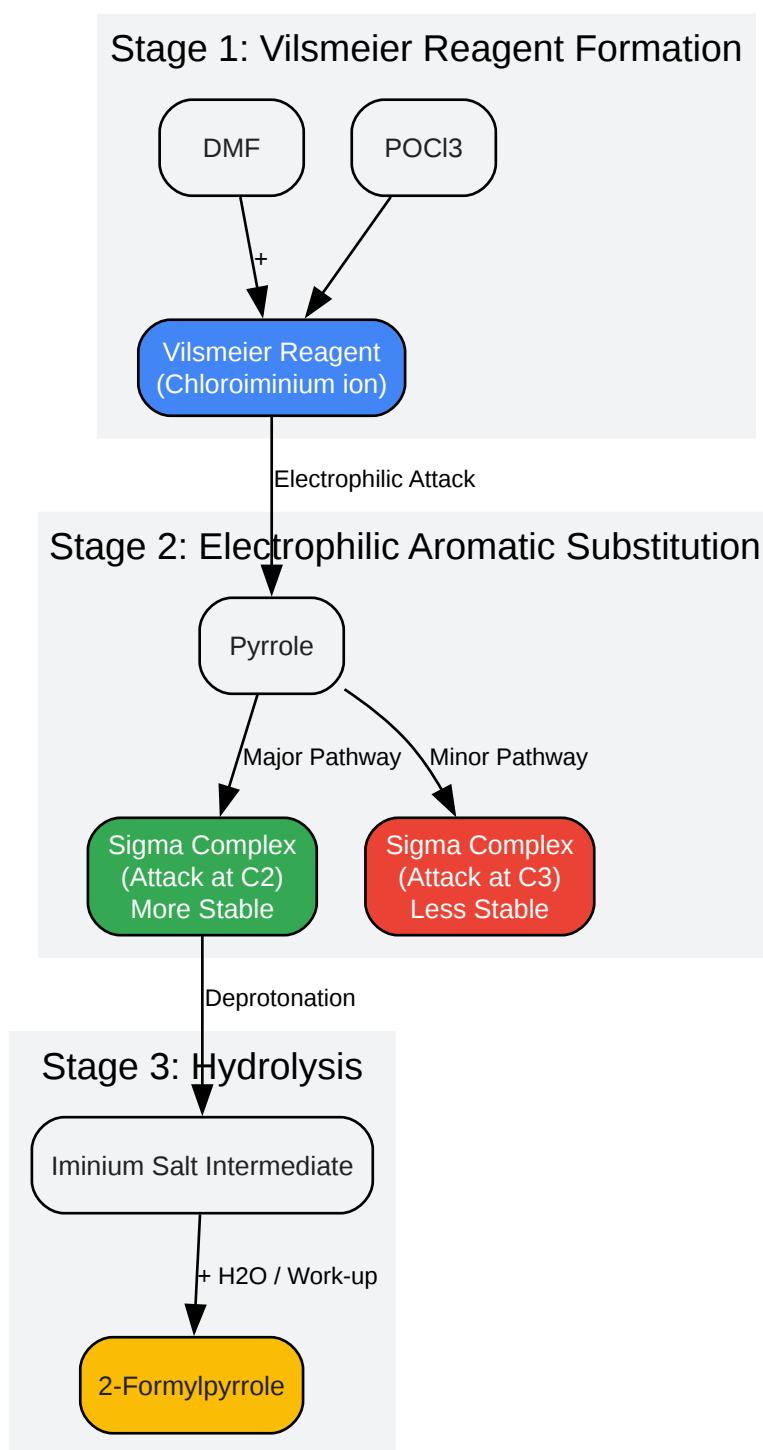 Stage 1: Vilsmeier Reagent Formation
DMF
POCl3
+
Vilsmeier Reagent
(Chloroiminium ion)
Electrophilic Attack
Stage 2: Electrophilic Aromatic Substitution
Pyrrole
Major Pathway
Minor Pathway
Sigma Complex
(Attack at C2)
More Stable
Sigma Complex
(Attack at C3)
Less Stable
Deprotonation
Stage 3: Hydrolysis
Iminium Salt Intermediate
+ H2O / Work-up
2-Formylpyrrole